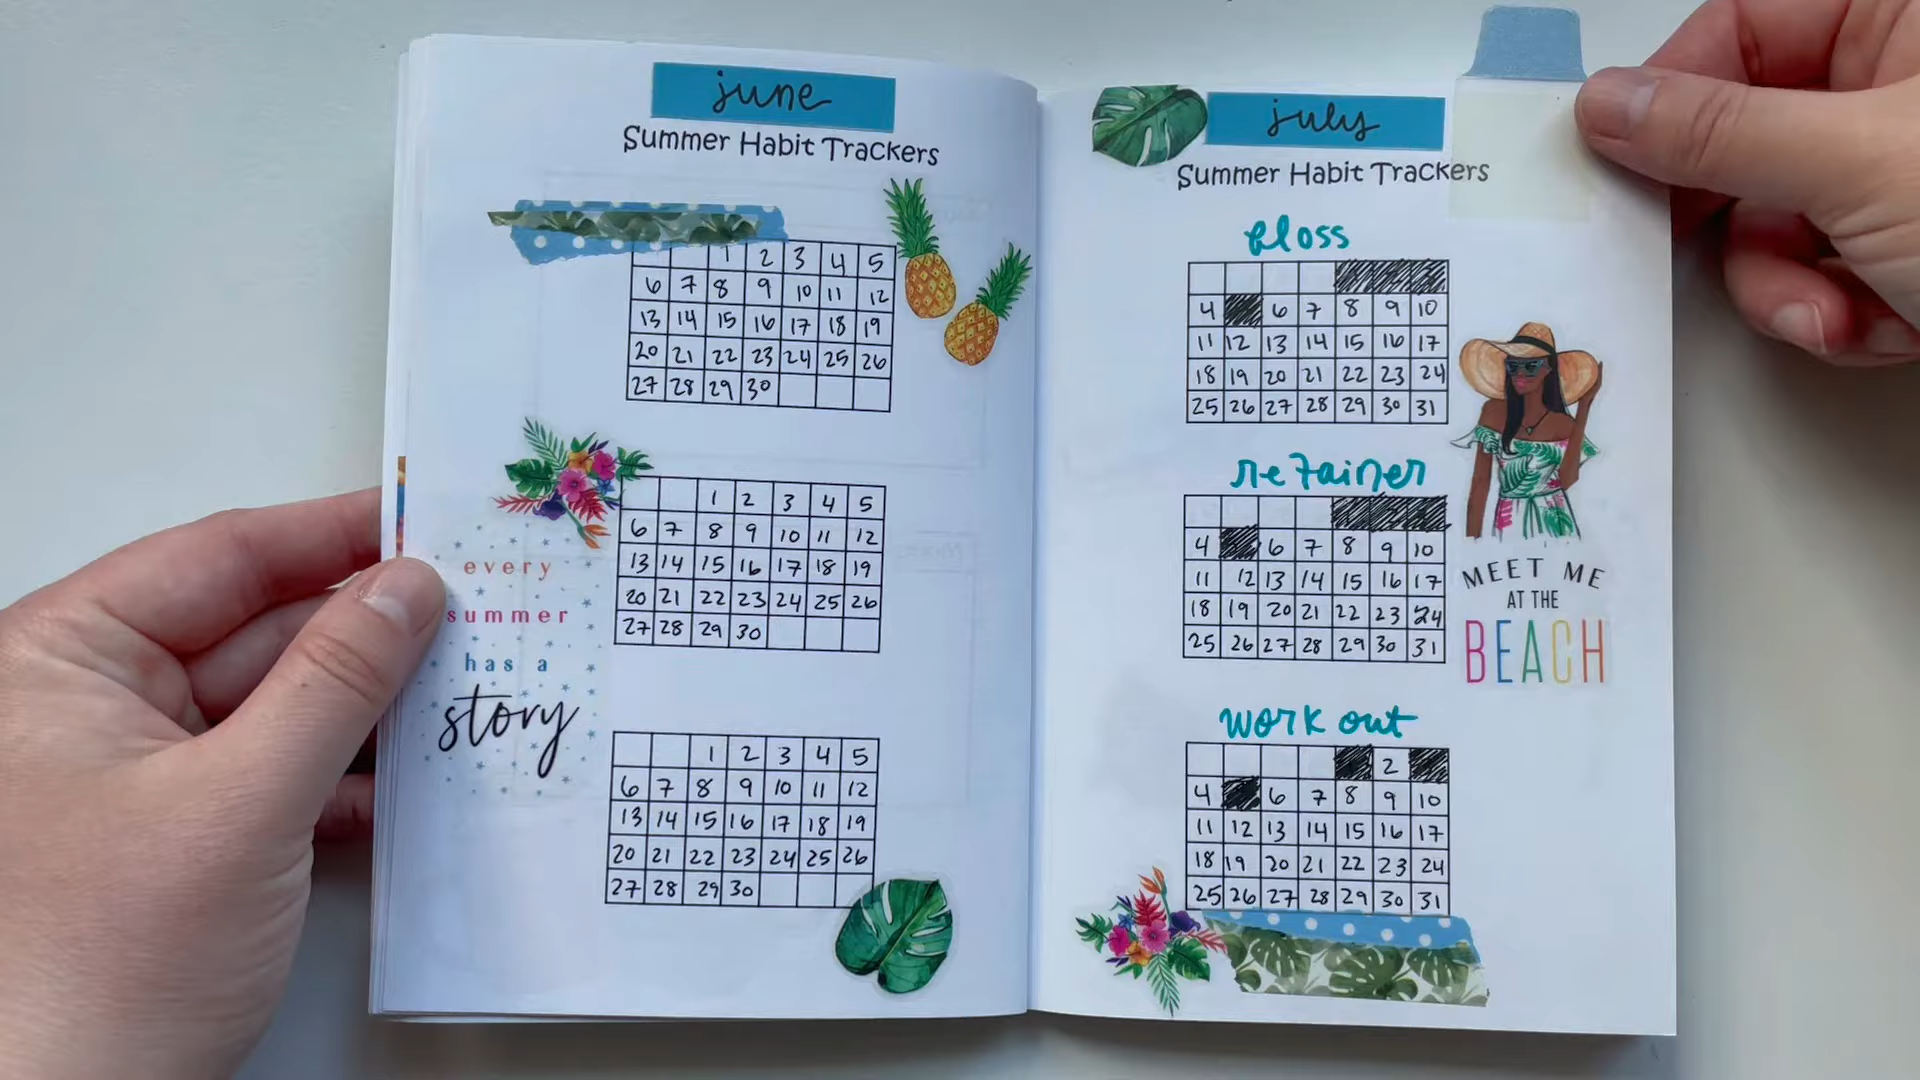 june
Summer Habit Trackers
1 2 3 4 5
6 7 8 9 10 11 12
13 14 15 16 17 18 19
20 21 22 23 24 25 26
27 28 29 30
1 2 3 4 5
6 7 8 9 10 11 12
13 14 15 16 17 18 19
20 21 22 23 24 25 26
27 28 29 30
every
summer
has a
story
1 2 3 4 5
6 7 8 9 10 11 12
13 14 15 16 17 18 19
20 21 22 23 24 25 26
27 28 29 30
july
Summer Habit Trackers
floss
4 6 7 8 9 10
11 12 13 14 15 16 17
18 19 20 21 22 23 24
25 26 27 28 29 30 31
retainer
4 6 7 8 9 10
11 12 13 14 15 16 17
18 19 20 21 22 23 24
25 26 27 28 29 30 31
MEET ME
AT THE
BEACH
work out
2
4 6 7 8 9 10
11 12 13 14 15 16 17
18 19 20 21 22 23 24
25 26 27 28 29 30 31